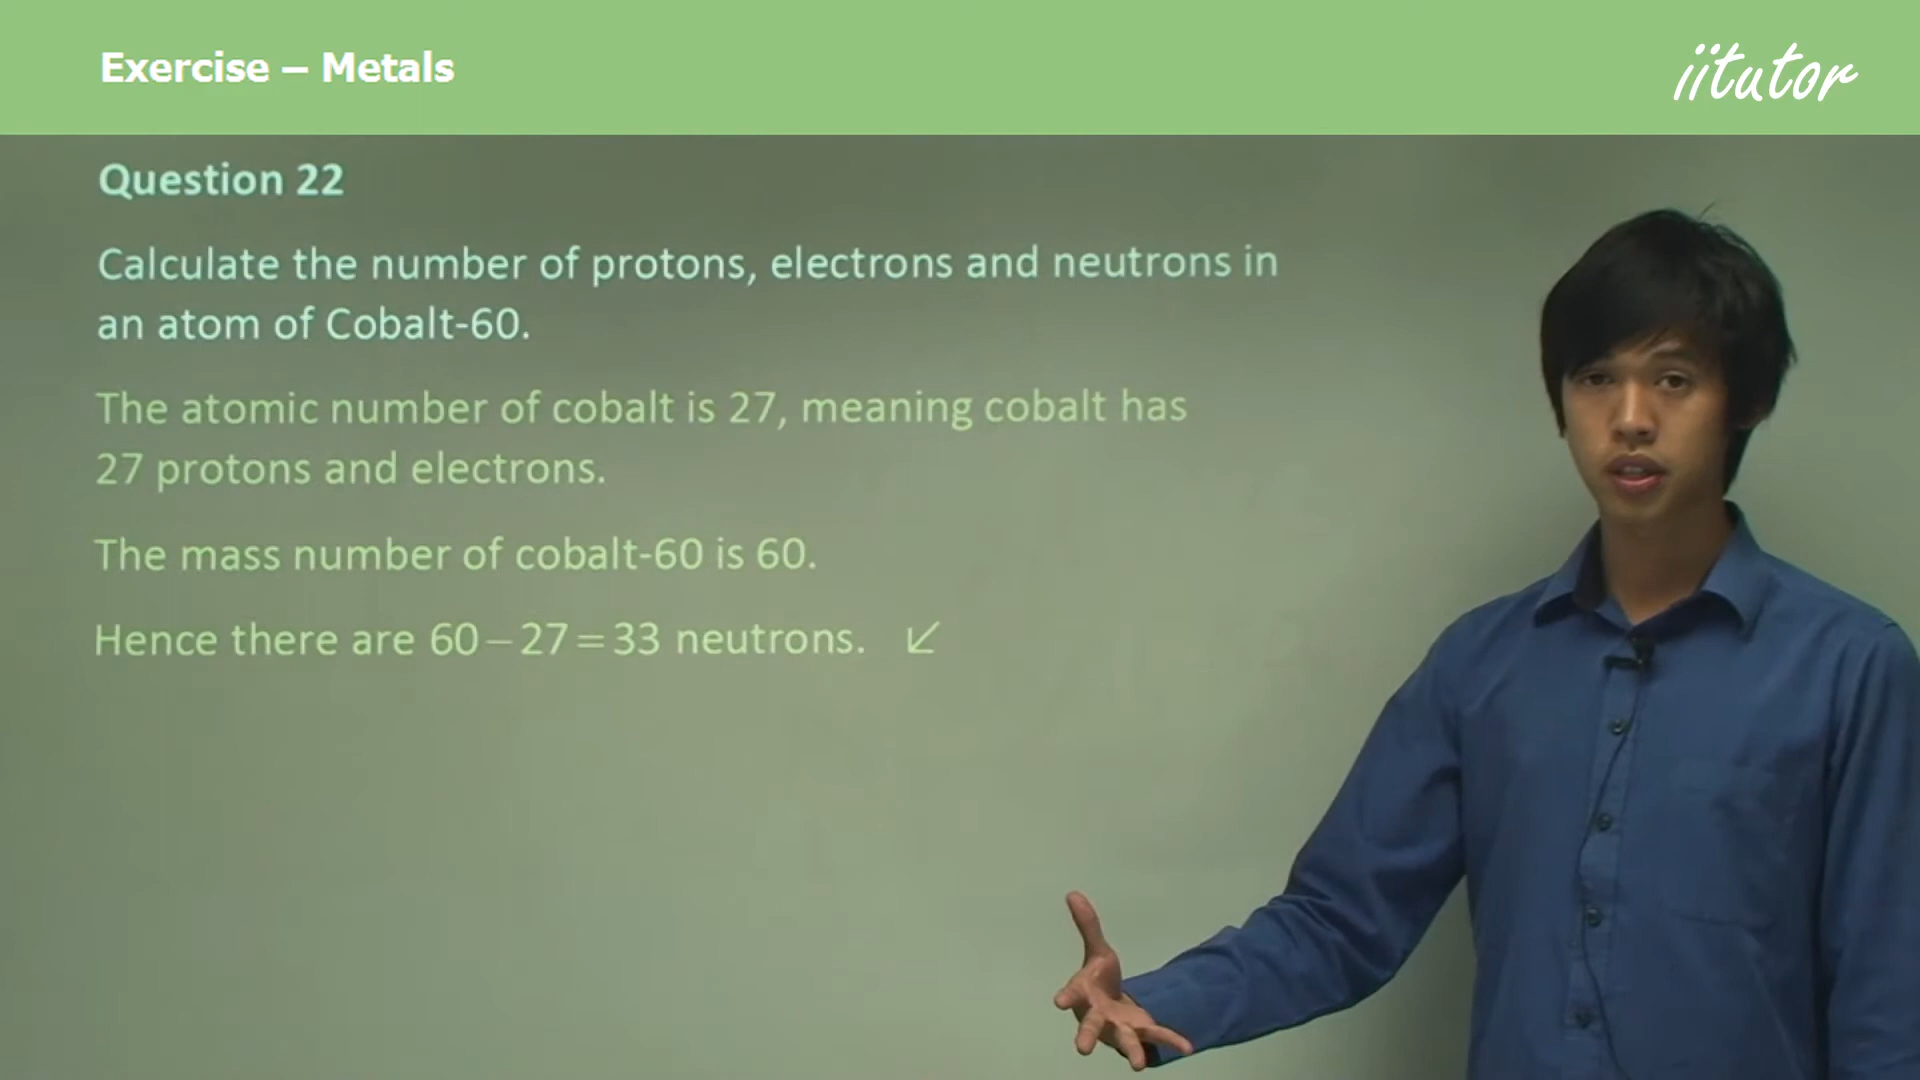 Exercise – Metals
iitutor
Question 22
Calculate the number of protons, electrons and neutrons in
an atom of Cobalt-60.
The atomic number of cobalt is 27, meaning cobalt has
27 protons and electrons.
The mass number of cobalt-60 is 60.
Hence there are 60 – 27 = 33 neutrons. ↙